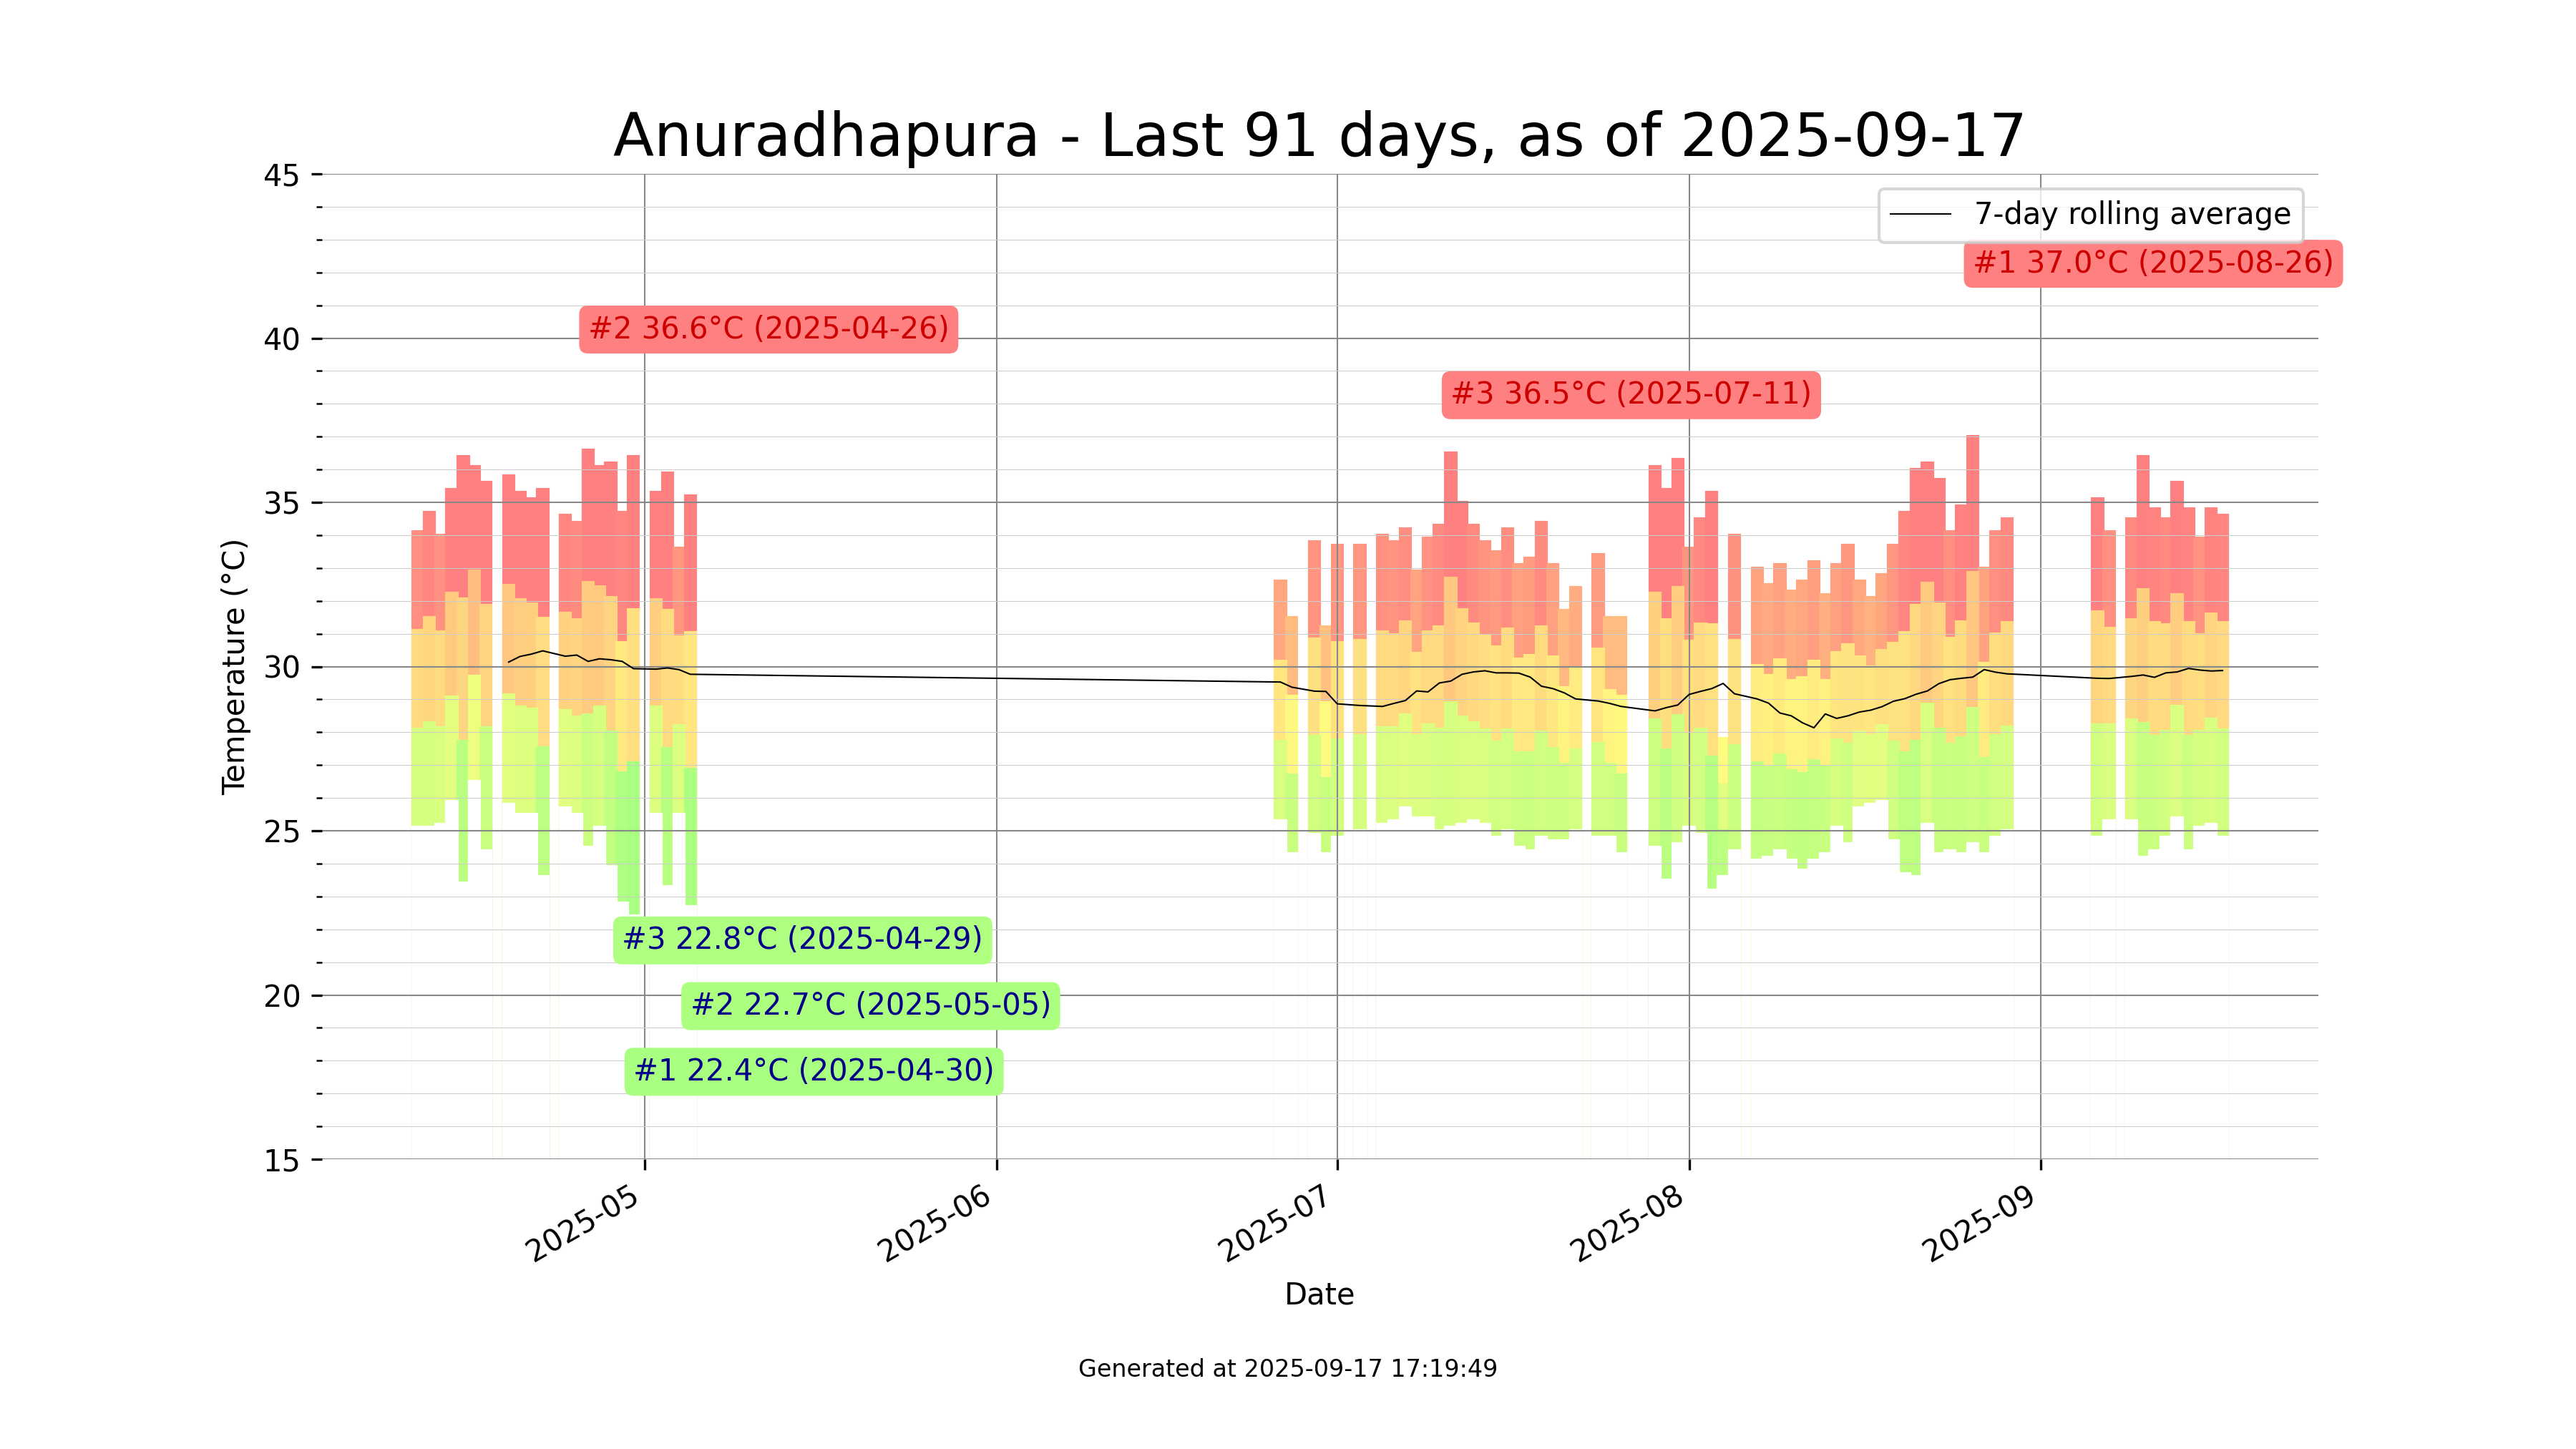 Anuradhapura - Last 91 days, as of 2025-09-17
45
7-day rolling average
#1 37.0°C (2025-08-26)
#2 36.6°C (2025-04-26)
40
#3 36.5°C (2025-07-11)
35
30
Temperature (°C)
25
#3 22.8°C (2025-04-29)
20
#2 22.7°C (2025-05-05)
#1 22.4°C (2025-04-30)
15
2025-05
2025-06
2025-07
2025-08
2025-09
Date
Generated at 2025-09-17 17:19:49